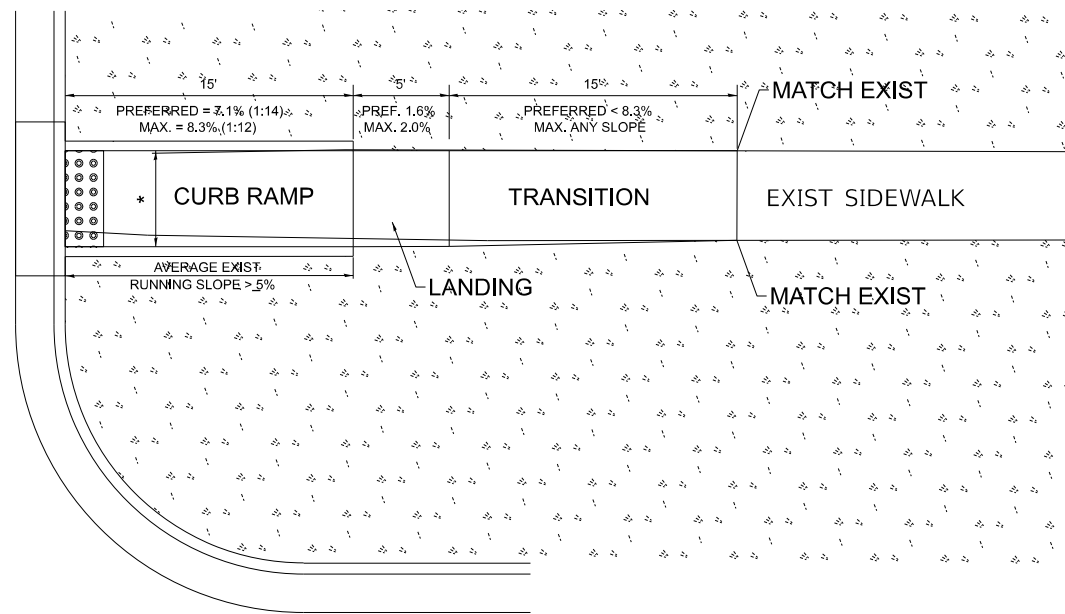 15' 5' 15'
PREFERRED = 7.1% (1:14) PREF. 1.6% PREFERRED < 8.3%
MAX. = 8.3% (1:12) MAX. 2.0% MAX. ANY SLOPE
MATCH EXIST
* CURB RAMP TRANSITION EXIST SIDEWALK
AVERAGE EXIST.
RUNNING SLOPE > 5%
LANDING
MATCH EXIST